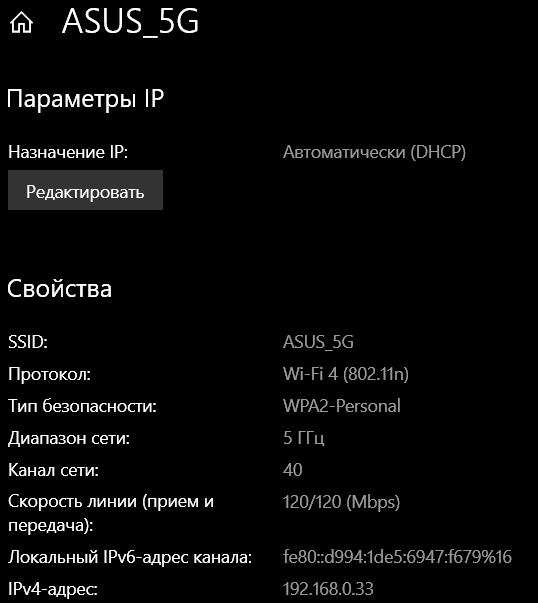 ASUS_5G
Параметры IP
Назначение IP: Автоматически (DHCP)
Редактировать
Свойства
SSID: ASUS_5G
Протокол: Wi-Fi 4 (802.11n)
Тип безопасности: WPA2-Personal
Диапазон сети: 5 ГГц
Канал сети: 40
Скорость линии (прием и 120/120 (Mbps)
передача):
Локальный IPv6-адрес канала: fe80::d994:1de5:6947:f679%16
IPv4-адрес: 192.168.0.33